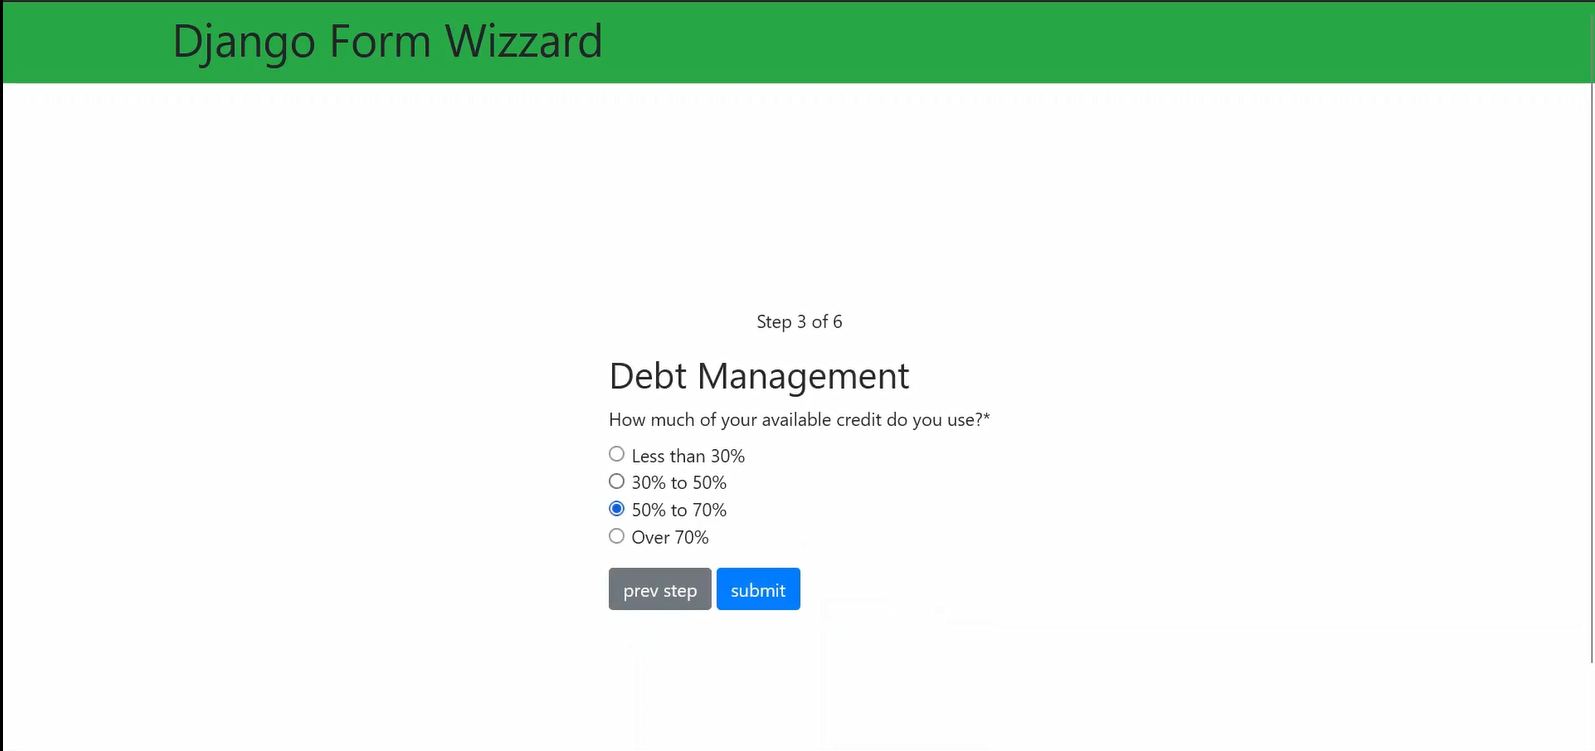 Django Form Wizzard
Step 3 of 6
Debt Management
How much of your available credit do you use?*
Less than 30%
30% to 50%
50% to 70%
Over 70%
prev step submit